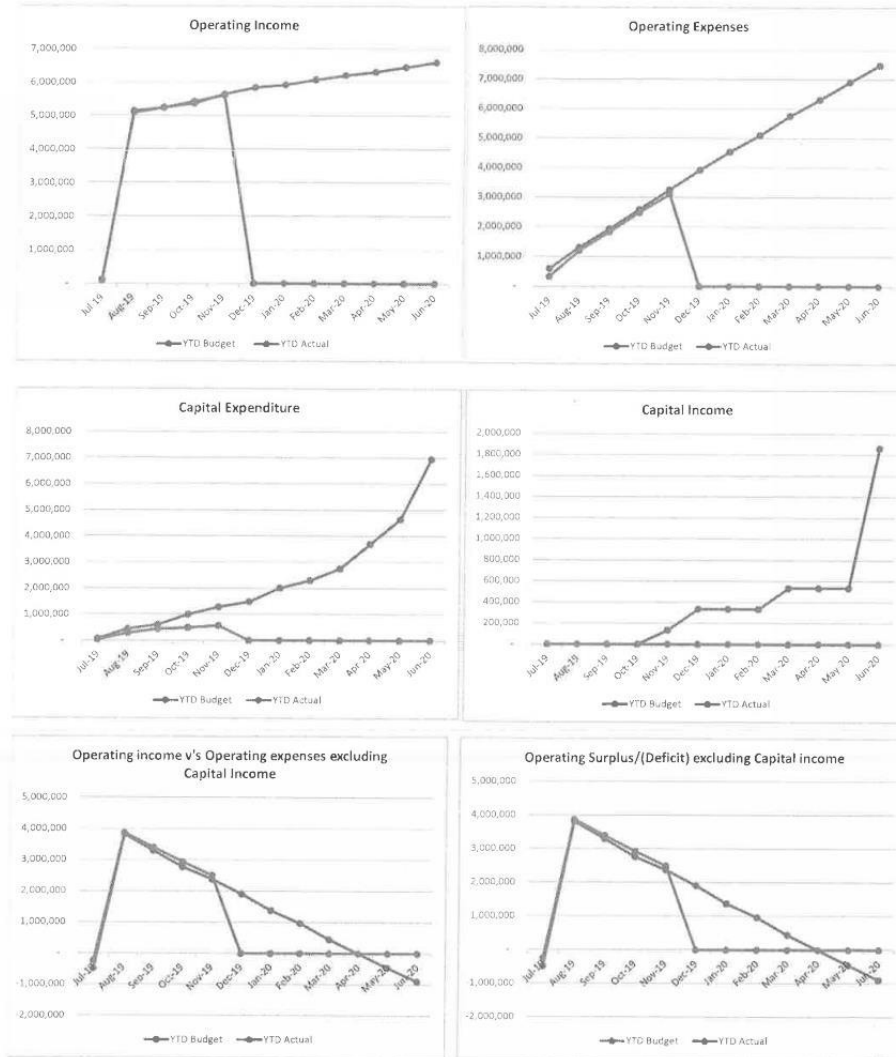 Operating Income
7,000,000
6,000,000
5,000,000
4,000,000
3,000,000
2,000,000
1,000,000
-
Jul-19 Aug-19 Sep-19 Oct-19 Nov-19 Dec-19 Jan-20 Feb-20 Mar-20 Apr-20 May-20 Jun-20
YTD Budget YTD Actual
Operating Expenses
8,000,000
7,000,000
6,000,000
5,000,000
4,000,000
3,000,000
2,000,000
1,000,000
-
Jul-19 Aug-19 Sep-19 Oct-19 Nov-19 Dec-19 Jan-20 Feb-20 Mar-20 Apr-20 May-20 Jun-20
YTD Budget YTD Actual
Capital Expenditure
8,000,000
7,000,000
6,000,000
5,000,000
4,000,000
3,000,000
2,000,000
1,000,000
-
Jul-19 Aug-19 Sep-19 Oct-19 Nov-19 Dec-19 Jan-20 Feb-20 Mar-20 Apr-20 May-20 Jun-20
YTD Budget YTD Actual
Capital Income
2,000,000
1,800,000
1,600,000
1,400,000
1,200,000
1,000,000
800,000
600,000
400,000
200,000
-
Jul-19 Aug-19 Sep-19 Oct-19 Nov-19 Dec-19 Jan-20 Feb-20 Mar-20 Apr-20 May-20 Jun-20
YTD Budget YTD Actual
Operating income v's Operating expenses excluding
Capital Income
5,000,000
4,000,000
3,000,000
2,000,000
1,000,000
-
-1,000,000
-2,000,000
Jul-19 Aug-19 Sep-19 Oct-19 Nov-19 Dec-19 Jan-20 Feb-20 Mar-20 Apr-20 May-20 Jun-20
YTD Budget YTD Actual
Operating Surplus/(Deficit) excluding Capital income
5,000,000
4,000,000
3,000,000
2,000,000
1,000,000
-
-1,000,000
-2,000,000
Jul-19 Aug-19 Sep-19 Oct-19 Nov-19 Dec-19 Jan-20 Feb-20 Mar-20 Apr-20 May-20 Jun-20
YTD Budget YTD Actual